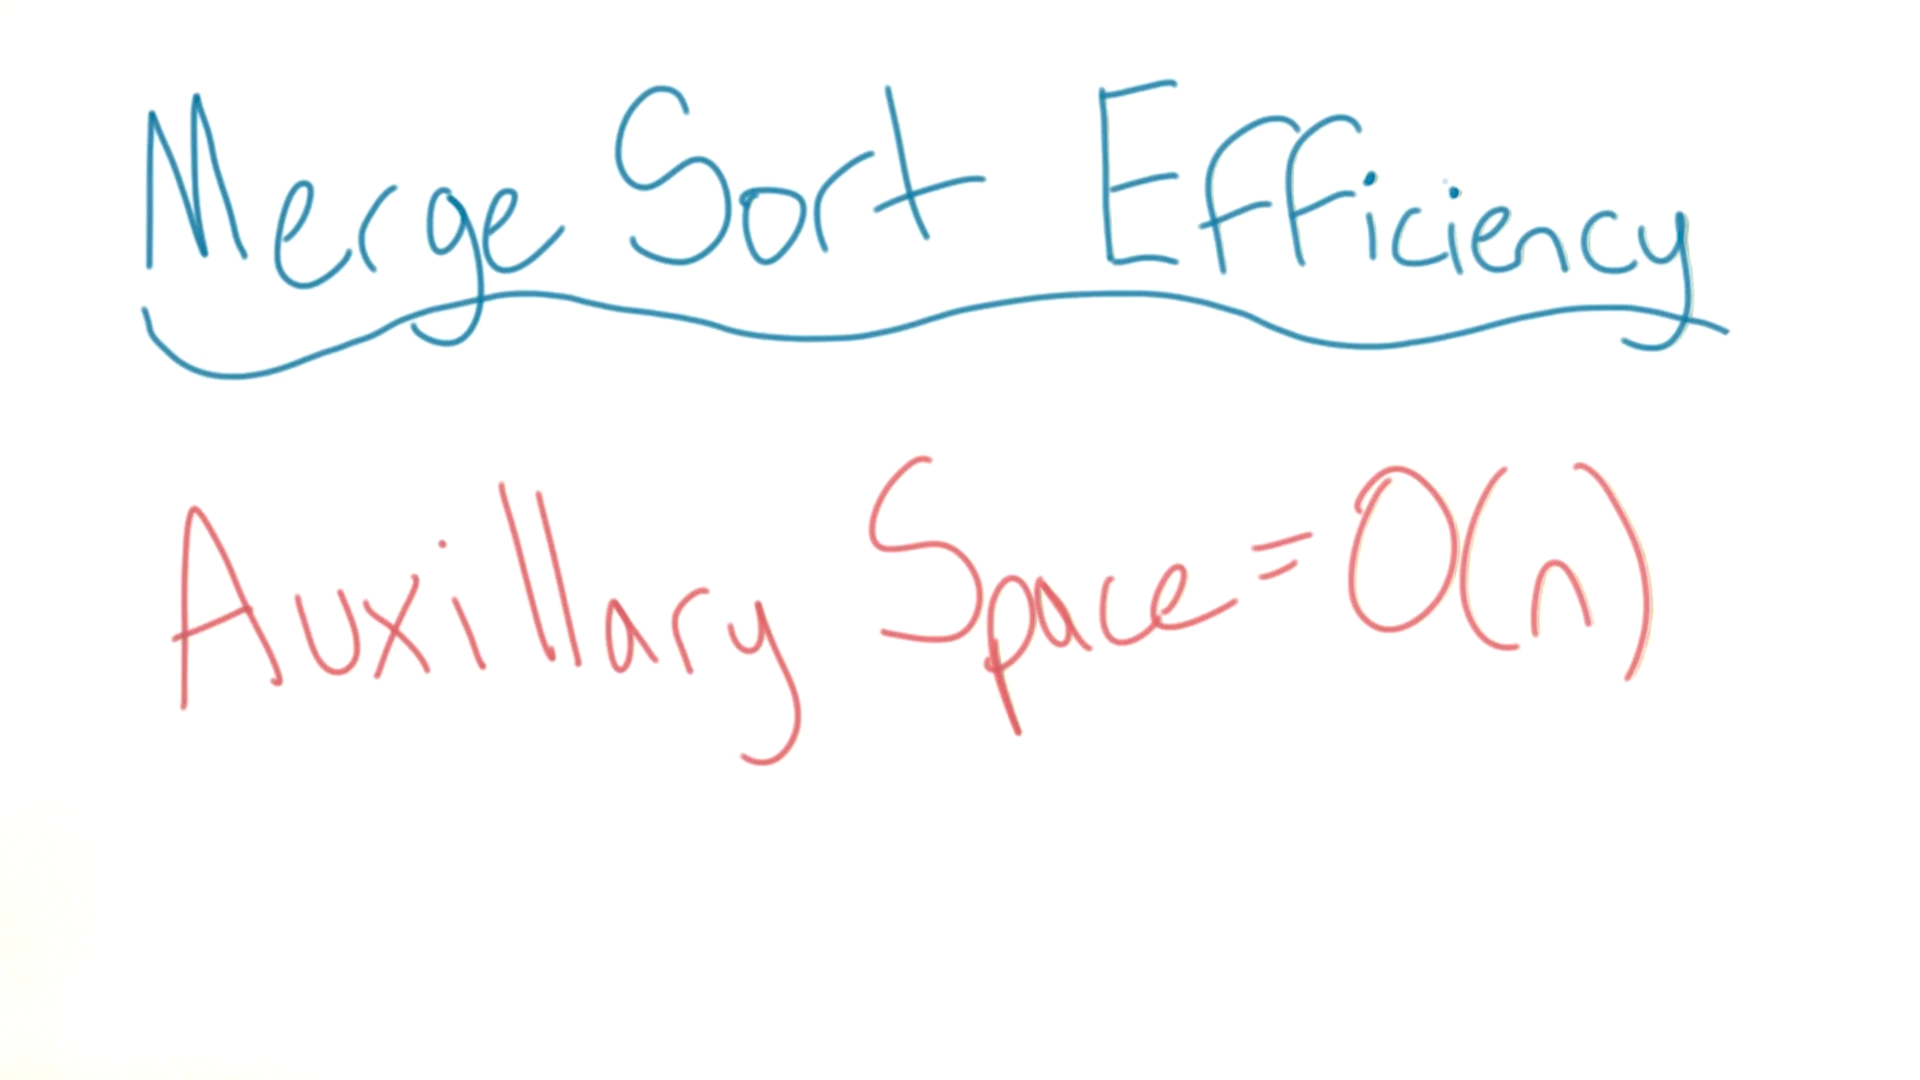 Merge Sort Efficiency
Auxillary Space = O(n)